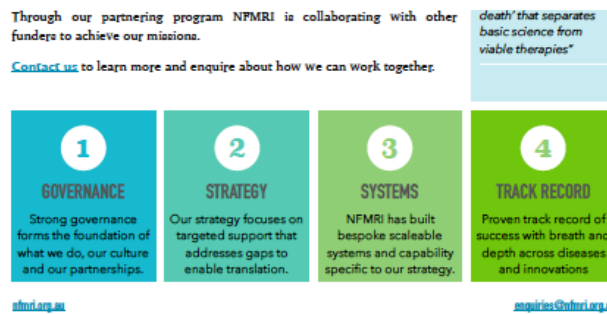 Through our partnering program NFMRI is collaborating with other
funders to achieve our missions.
Contact us to learn more and enquire about how we can work together.
death' that separates
basic science from
viable therapies"
1
GOVERNANCE
Strong governance
forms the foundation of
what we do, our culture
and our partnerships.
2
STRATEGY
Our strategy focuses on
targeted support that
addresses gaps to
enable translation.
3
SYSTEMS
NFMRI has built
bespoke scaleable
systems and capability
specific to our strategy.
4
TRACK RECORD
Proven track record of
success with breath and
depth across diseases
and innovations
nfmri.org.au
enquiries@nfmri.org.a